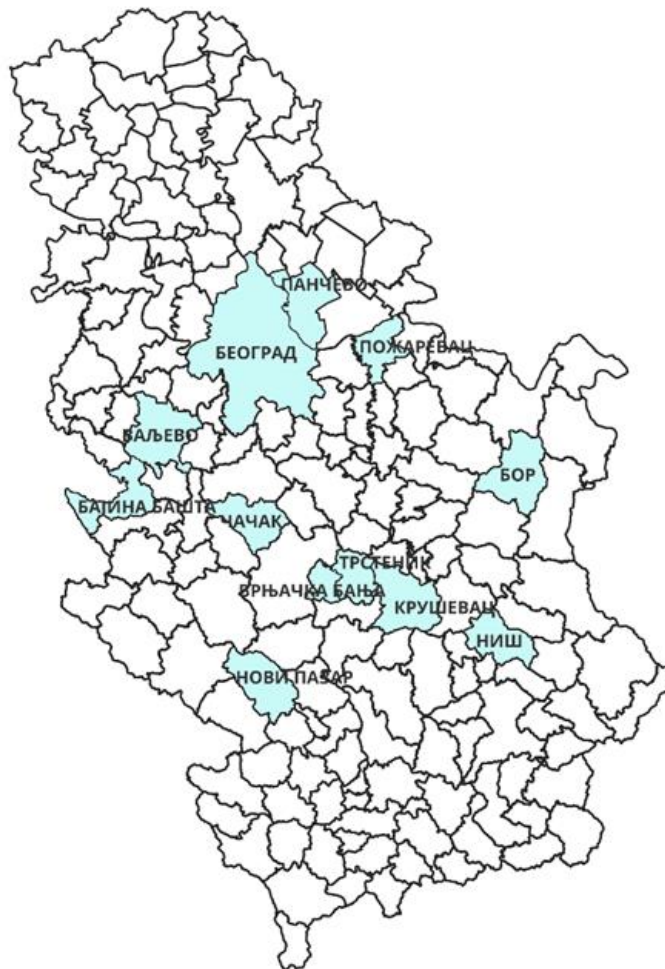 ПАНЧЕВО
БЕОГРАД
ПОЖАРЕВАЦ
ВАЉЕВО
БОР
БАЈИНА БАШТА
ЧАЧАК
ТРСТЕНИК
ВРЊАЧКА БАЊА
КРУШЕВАЦ
НИШ
НОВИ ПАЗАР